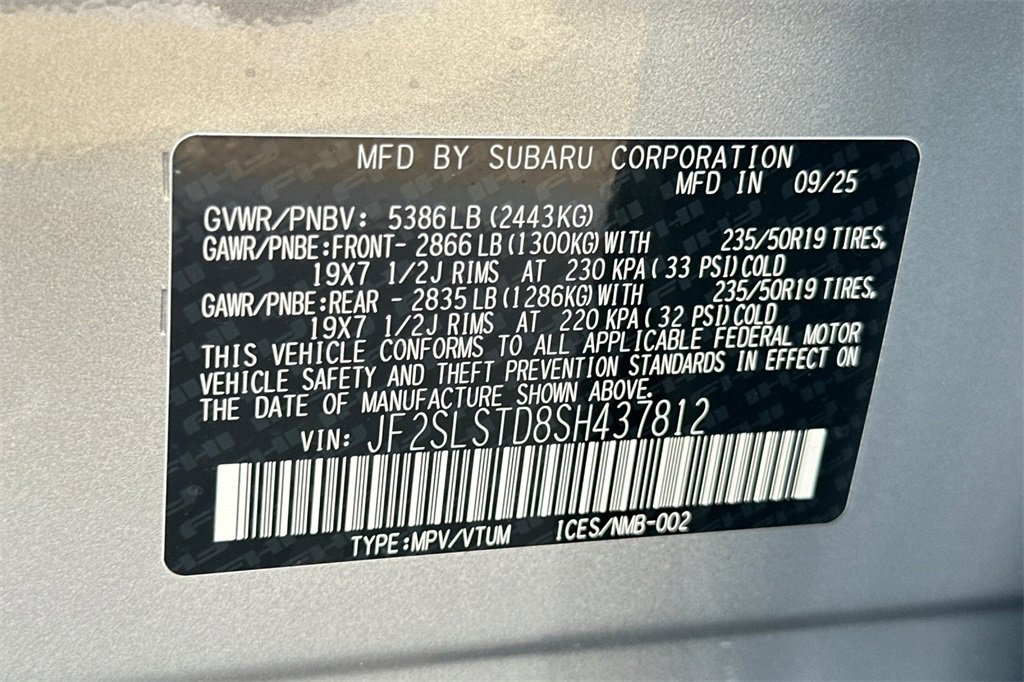 MFD BY SUBARU CORPORATION
MFD IN 09/25
GVWR/PNBV: 5386LB(2443KG)
GAWR/PNBE:FRONT- 2866LB(1300KG)WITH 235/50R19 TIRES,
19X7 1/2J RIMS AT 230 KPA(33 PSI)COLD
GAWR/PNBE:REAR - 2835LB(1286KG)WITH 235/50R19 TIRES,
19X7 1/2J RIMS AT 220 KPA(32 PSI)COLD
THIS VEHICLE CONFORMS TO ALL APPLICABLE FEDERAL MOTOR
VEHICLE SAFETY AND THEFT PREVENTION STANDARDS IN EFFECT ON
THE DATE OF MANUFACTURE SHOWN ABOVE.
VIN: JF2SLSTD8SH437812
TYPE:MPV/VTUM ICES/NMB-002